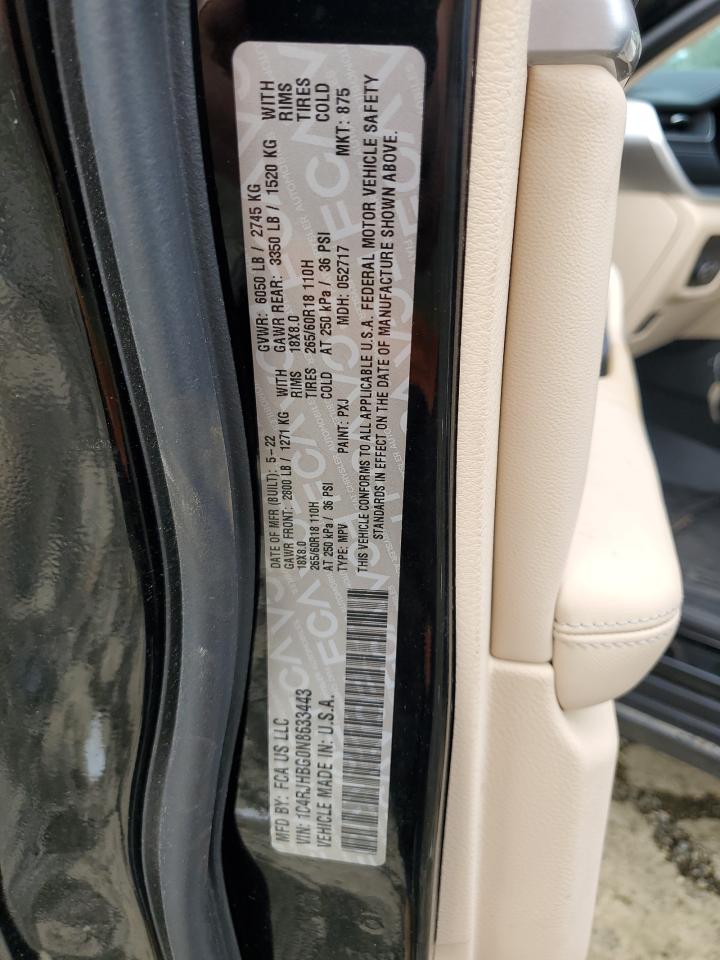 MFD BY: FCA US LLC
DATE OF MFR (BUILT): 5-22
GVWR: 6050 LB / 2745 KG
GAWR FRONT: 2800 LB / 1271 KG WITH
GAWR REAR: 3350 LB / 1520 KG WITH
18X8.0 RIMS
18X8.0 RIMS
265/60R18 110H TIRES
265/60R18 110H TIRES
AT 250 kPa / 36 PSI COLD
AT 250 kPa / 36 PSI COLD
VIN: 1C4RJHBG0N8633443
TYPE: MPV PAINT: PXJ MDH: 052717 MKT: 875
VEHICLE MADE IN: U.S.A.
THIS VEHICLE CONFORMS TO ALL APPLICABLE U.S.A. FEDERAL MOTOR VEHICLE SAFETY
STANDARDS IN EFFECT ON THE DATE OF MANUFACTURE SHOWN ABOVE.